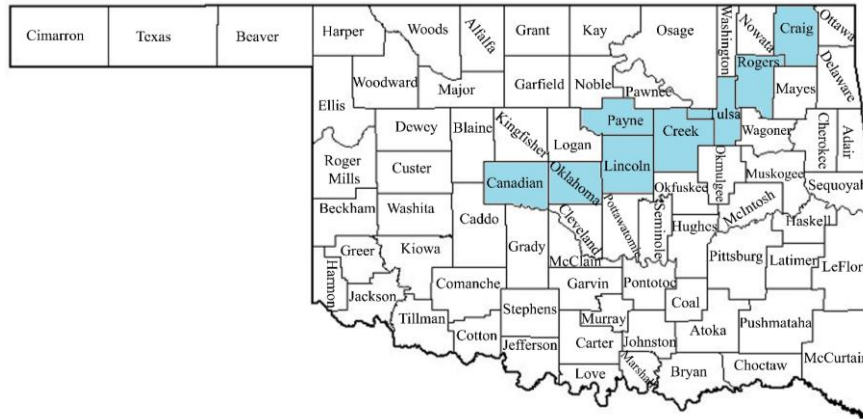 Cimarron
Texas
Beaver
Harper
Woods
Alfalfa
Grant
Kay
Osage
Washington
Nowata
Craig
Ottawa
Rogers
Woodward
Major
Garfield
Noble
Pawnee
Mayes
Delaware
Ellis
Tulsa
Dewey
Blaine
Kingfisher
Logan
Payne
Creek
Wagoner
Cherokee
Adair
Roger
Mills
Custer
Canadian
Oklahoma
Lincoln
Okmulgee
Muskogee
Okfuskee
Sequoyah
Beckham
Washita
Caddo
Cleveland
Pottawatomie
Seminole
McIntosh
Haskell
Hughes
Greer
Kiowa
Grady
McClain
Pittsburg
Latimer
LeFlor
Harmon
Jackson
Comanche
Garvin
Pontotoc
Coal
Tillman
Stephens
Murray
Atoka
Pushmataha
Cotton
Jefferson
Carter
Johnston
McCurtain
Love
Marshall
Bryan
Choctaw